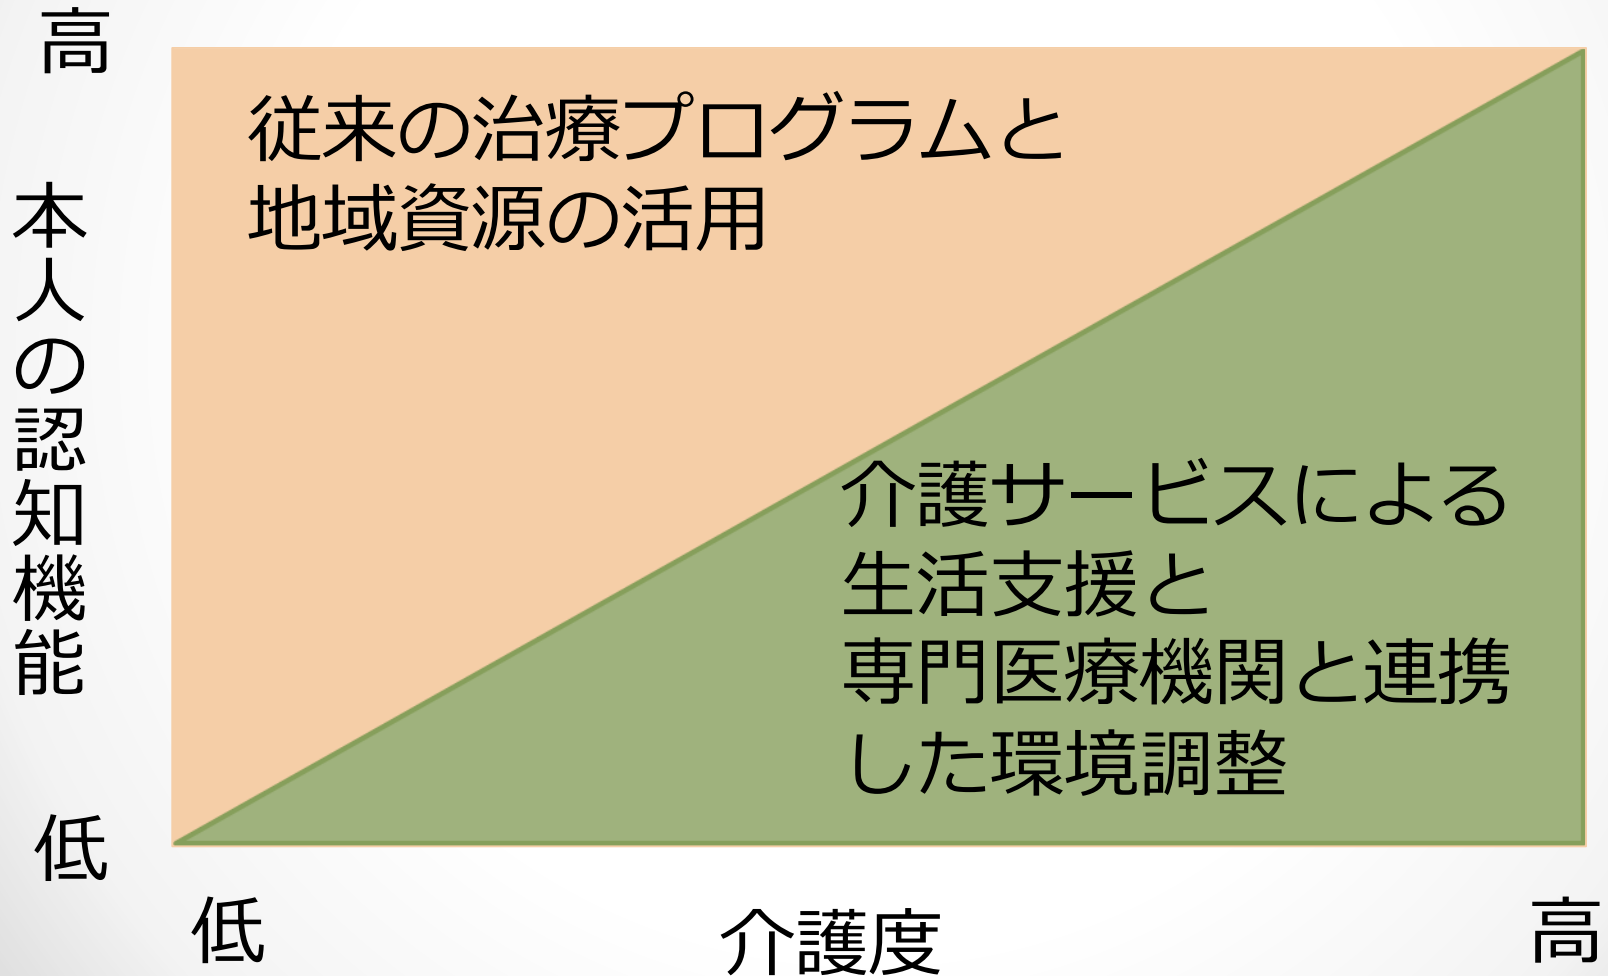 高
本人の認知機能
低
従来の治療プログラムと
地域資源の活用
介護サービスによる
生活支援と
専門医療機関と連携
した環境調整
低
介護度
高